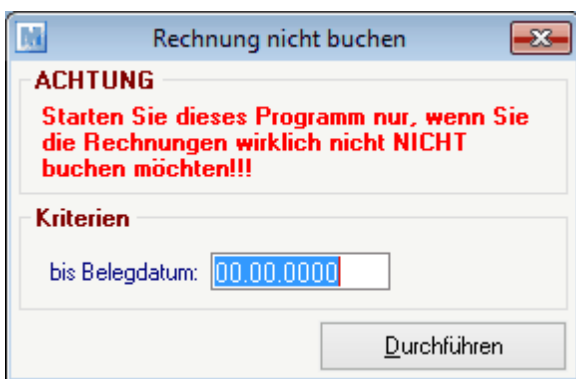 M
Rechnung nicht buchen
ACHTUNG
Starten Sie dieses Programm nur, wenn Sie
die Rechnungen wirklich nicht NICHT
buchen möchten!!!
Kriterien
bis Belegdatum: 00.00.0000
Durchführen